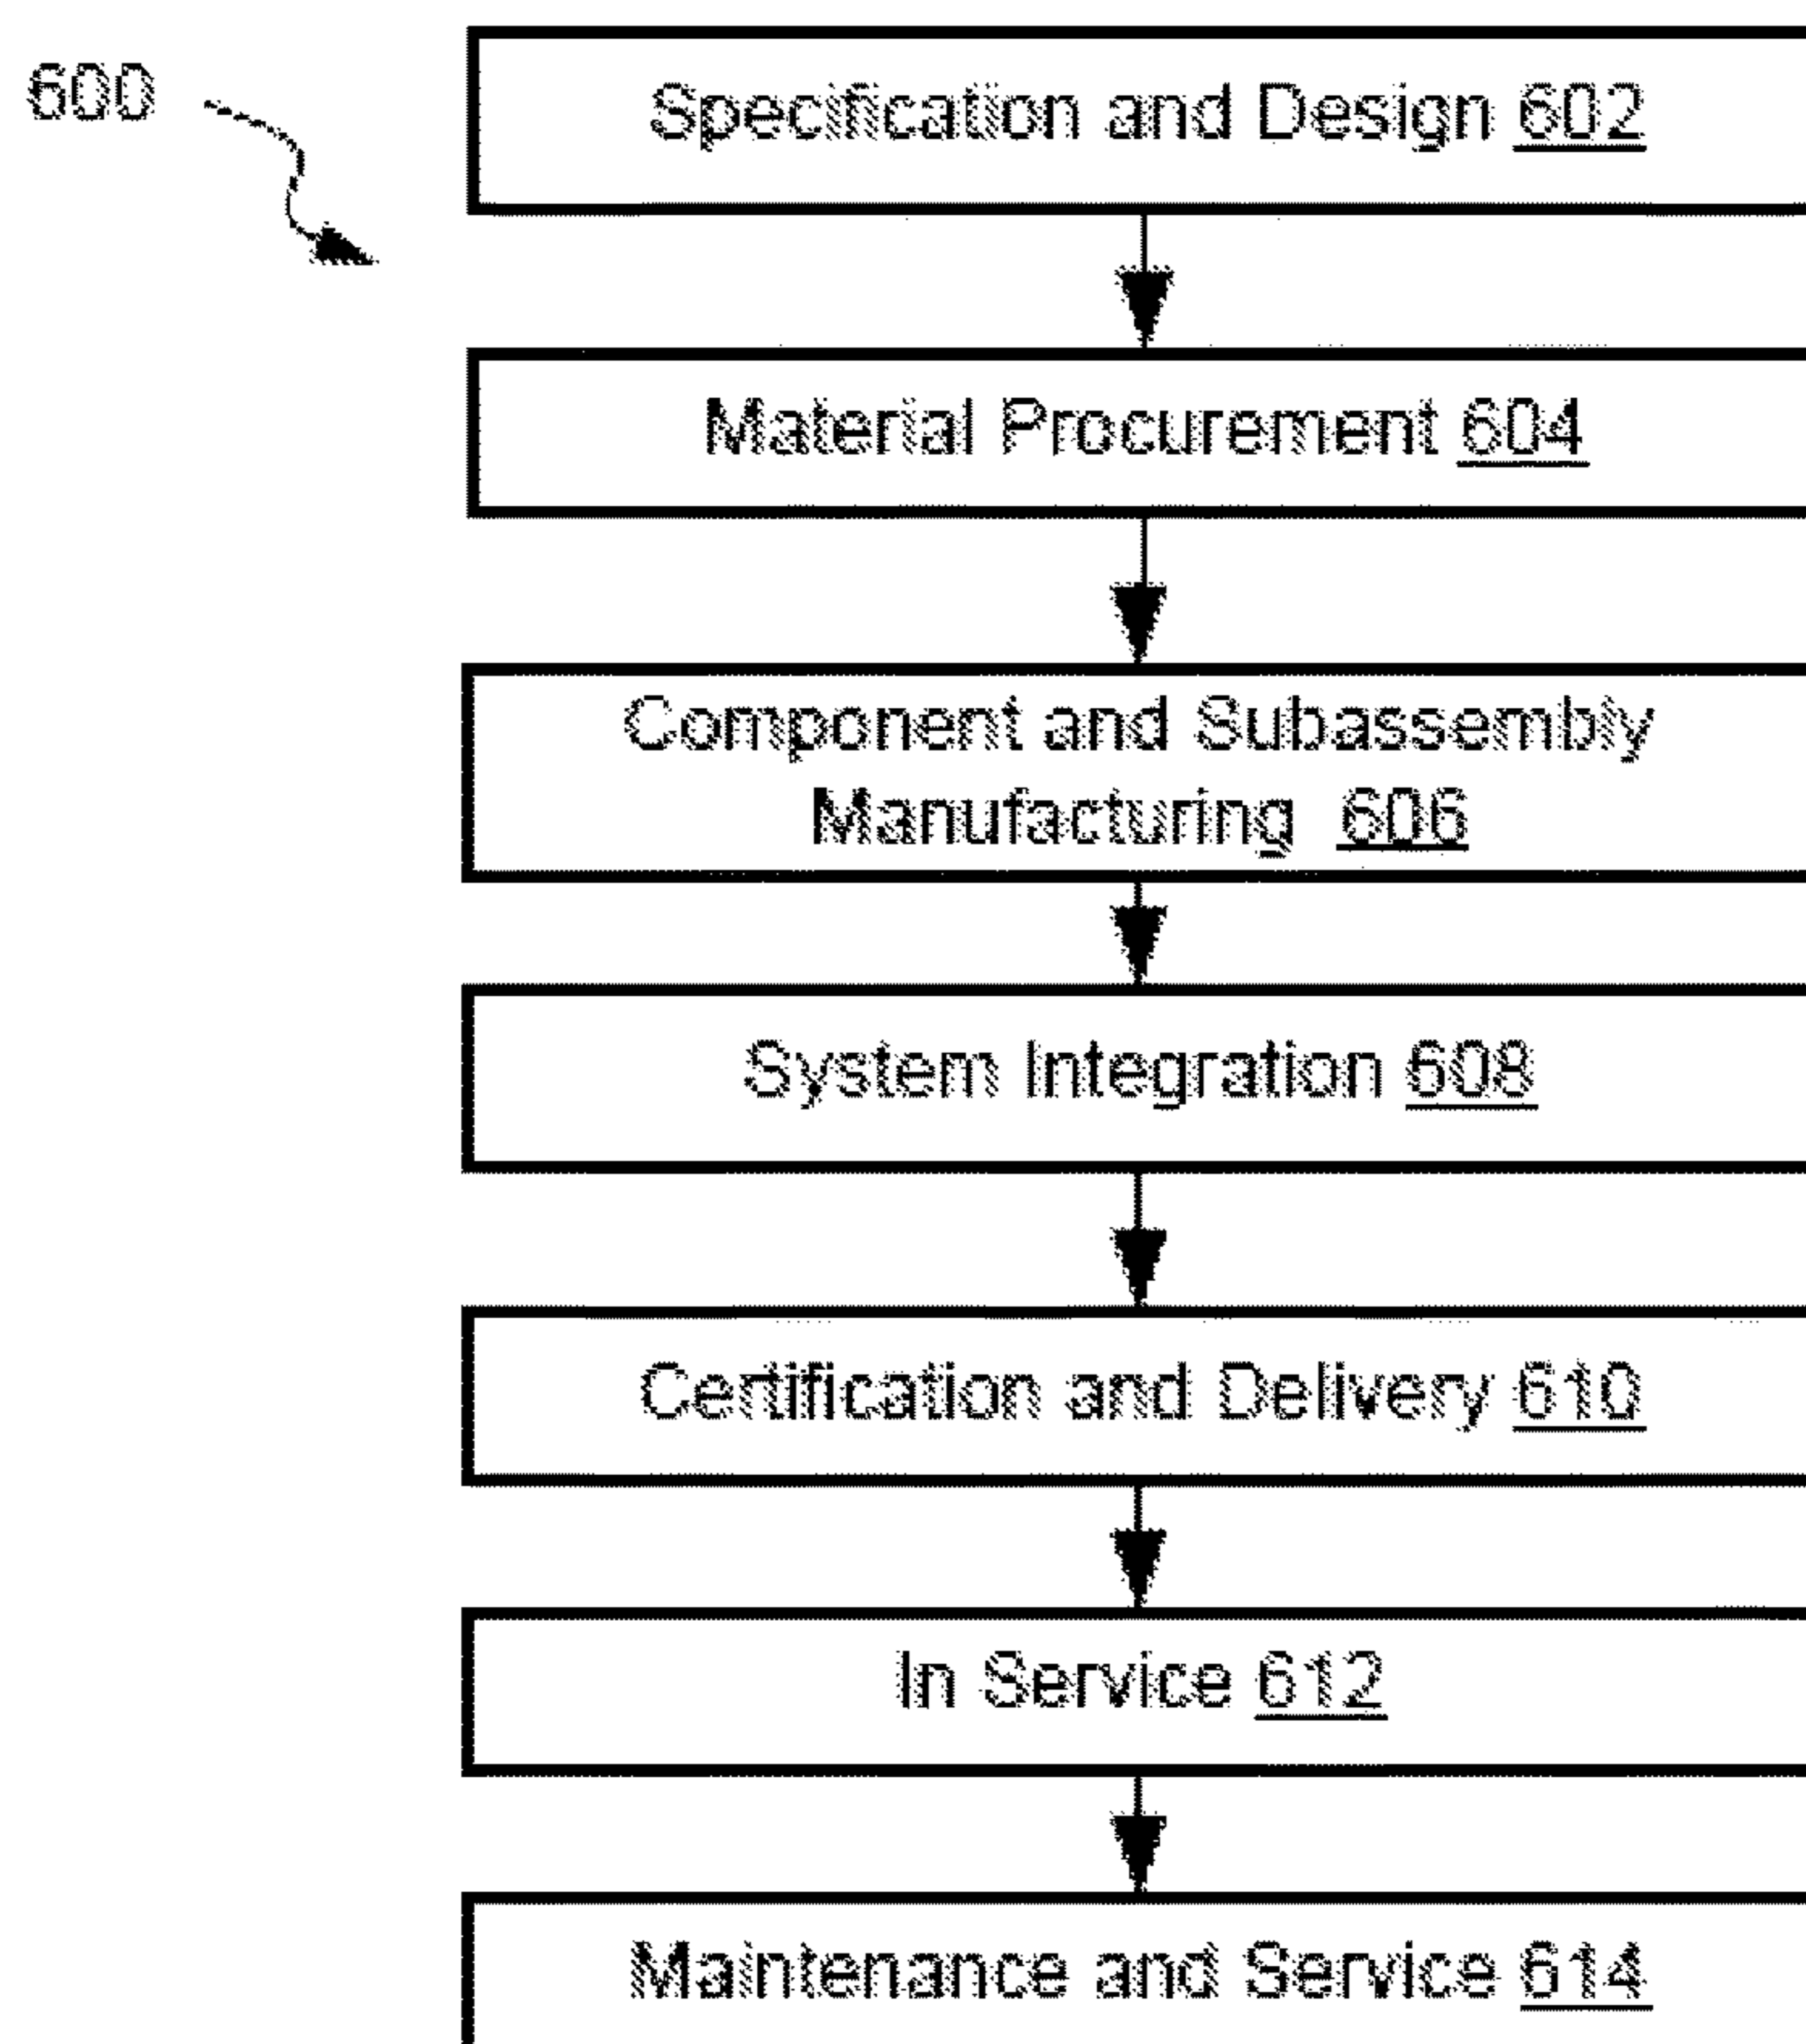 600
Specification and Design 602
Material Procurement 604
Component and Subassembly
Manufacturing 606
System Integration 608
Certification and Delivery 610
In Service 612
Maintenance and Service 614